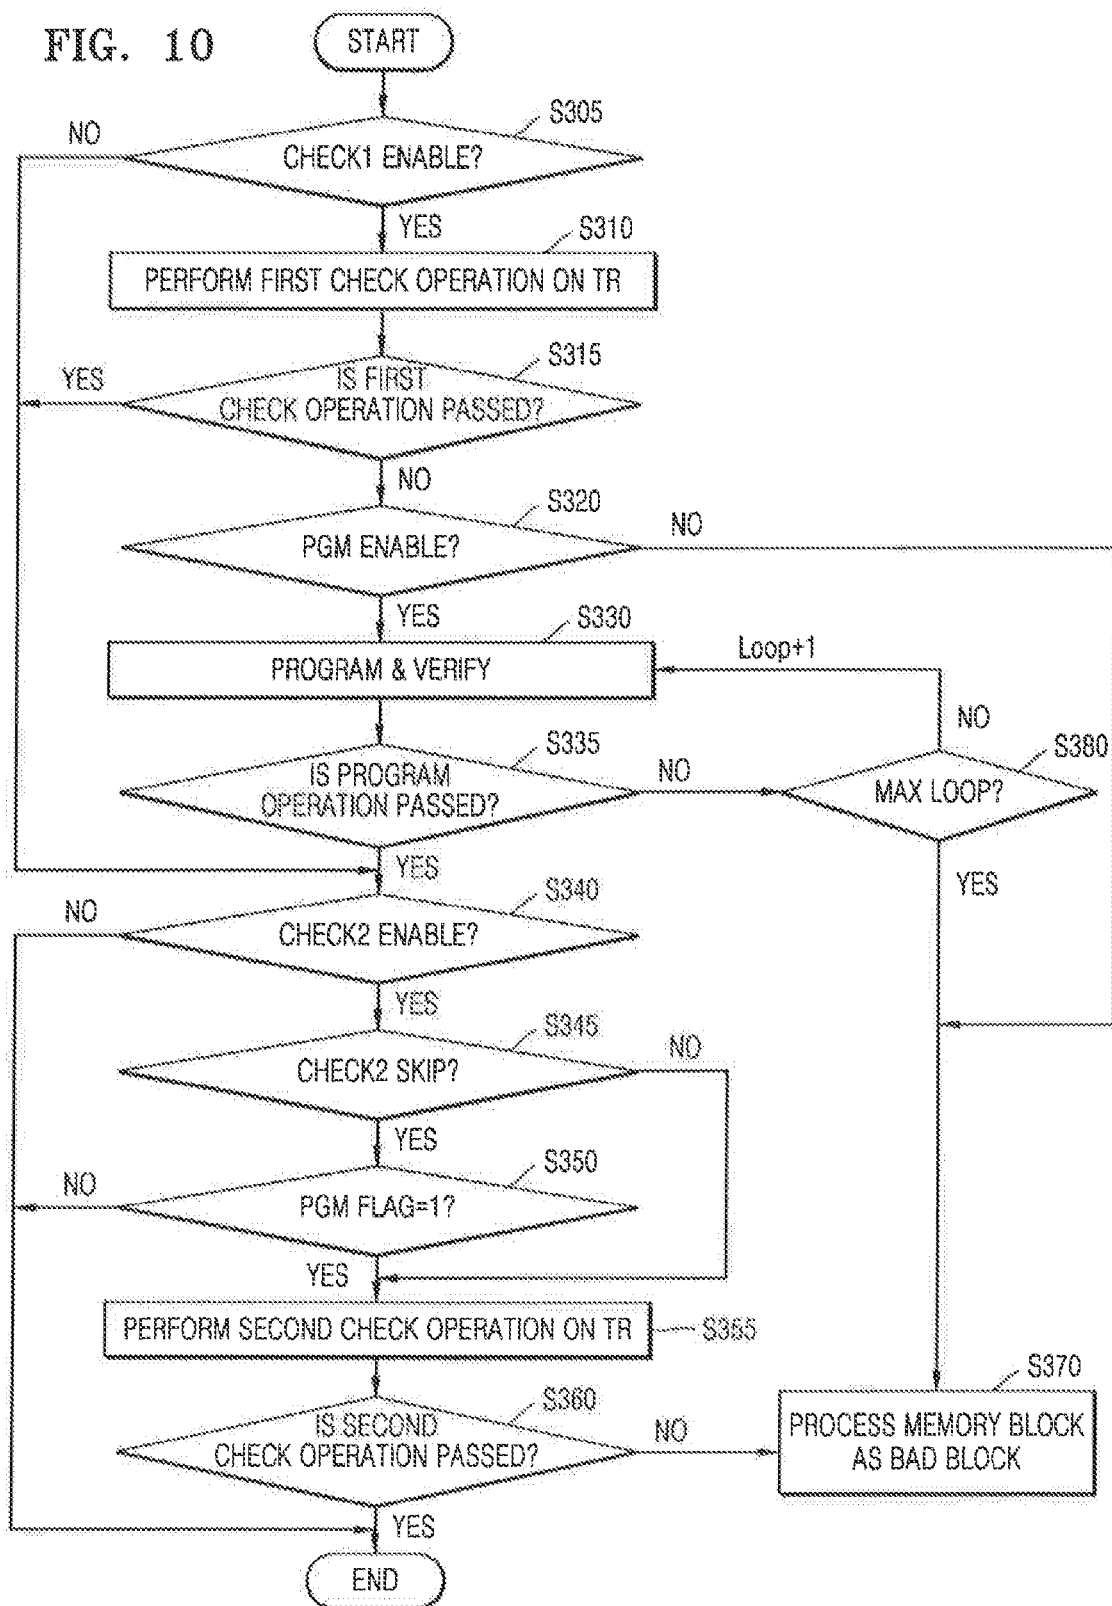 FIG. 10
START
S305
NO
CHECK1 ENABLE?
YES
S310
PERFORM FIRST CHECK OPERATION ON TR
S315
YES
IS FIRST
CHECK OPERATION PASSED?
NO
S320
PGM ENABLE?
NO
YES
S330
PROGRAM & VERIFY
Loop+1
NO
S335
IS PROGRAM
OPERATION PASSED?
NO
S380
MAX LOOP?
YES
YES
S340
NO
CHECK2 ENABLE?
YES
S345
CHECK2 SKIP?
NO
YES
S350
NO
PGM FLAG=1?
YES
PERFORM SECOND CHECK OPERATION ON TR
S355
S360
IS SECOND
CHECK OPERATION PASSED?
NO
S370
PROCESS MEMORY BLOCK
AS BAD BLOCK
YES
END